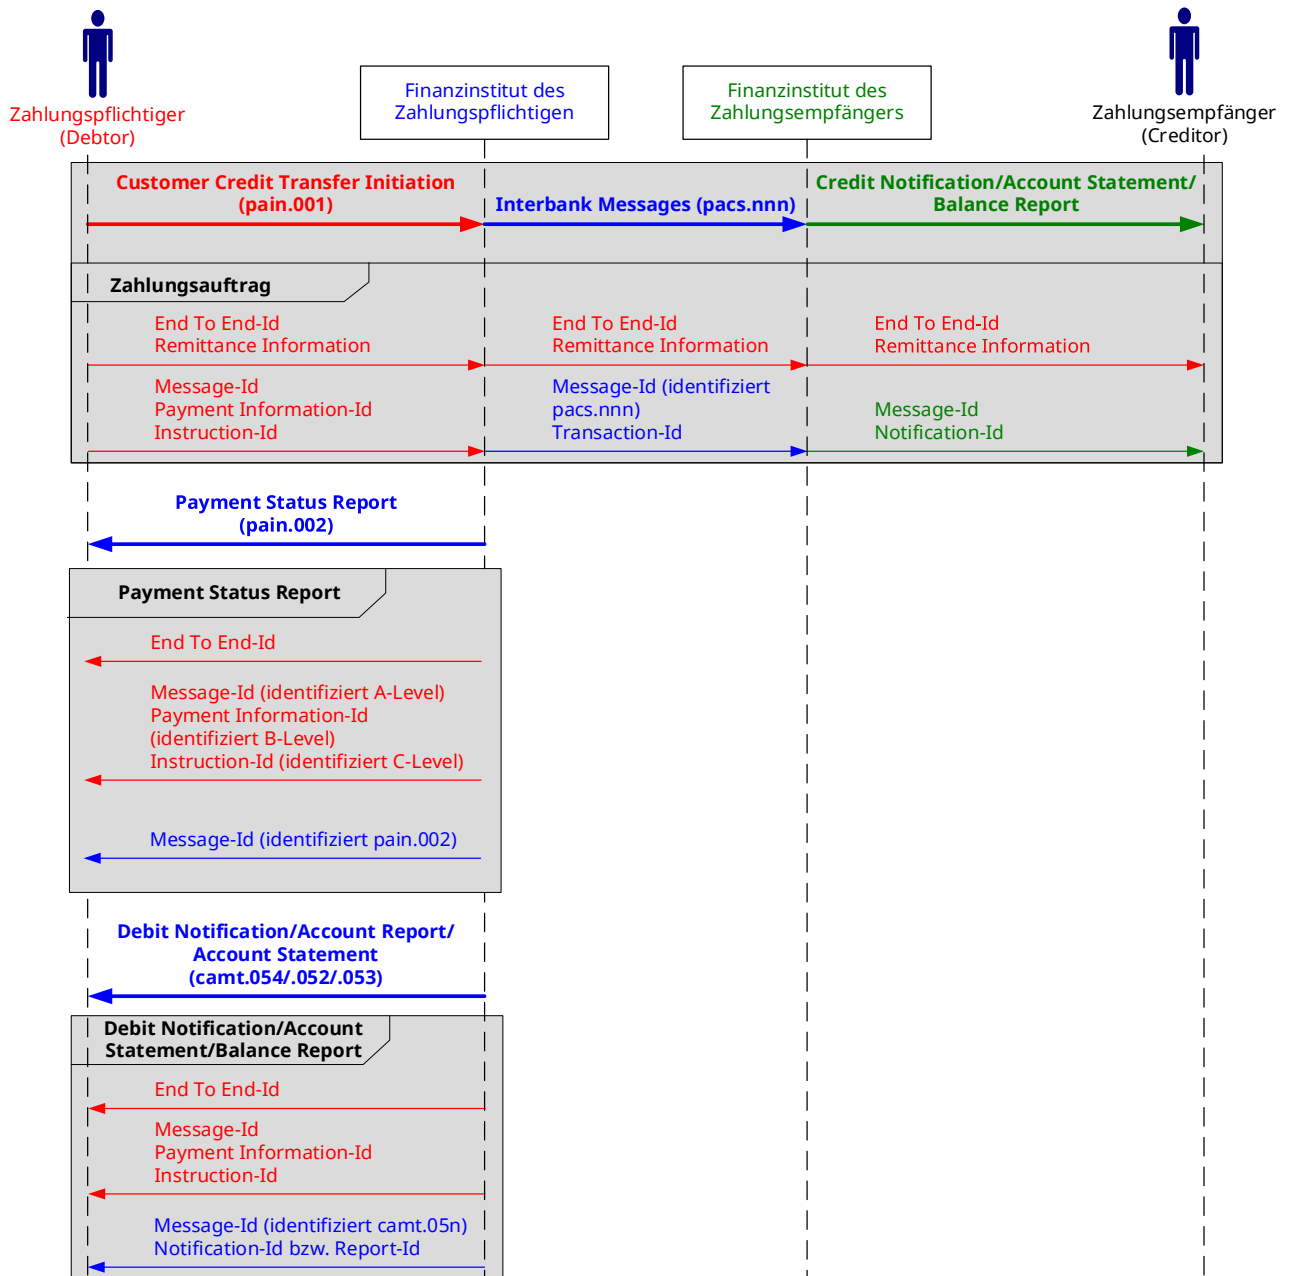 Zahlungspflichtiger
(Debtor)
Finanzinstitut des
Zahlungspflichtigen
Finanzinstitut des
Zahlungsempfängers
Zahlungsempfänger
(Creditor)
Customer Credit Transfer Initiation
(pain.001)
Interbank Messages (pacs.nnn)
Credit Notification/Account Statement/
Balance Report
Zahlungsauftrag
End To End-Id
Remittance Information
End To End-Id
Remittance Information
End To End-Id
Remittance Information
Message-Id
Payment Information-Id
Instruction-Id
Message-Id (identifiziert
pacs.nnn)
Transaction-Id
Message-Id
Notification-Id
Payment Status Report
(pain.002)
Payment Status Report
End To End-Id
Message-Id (identifiziert A-Level)
Payment Information-Id
(identifiziert B-Level)
Instruction-Id (identifiziert C-Level)
Message-Id (identifiziert pain.002)
Debit Notification/Account Report/
Account Statement
(camt.054/.052/.053)
Debit Notification/Account
Statement/Balance Report
End To End-Id
Message-Id
Payment Information-Id
Instruction-Id
Message-Id (identifiziert camt.05n)
Notification-Id bzw. Report-Id